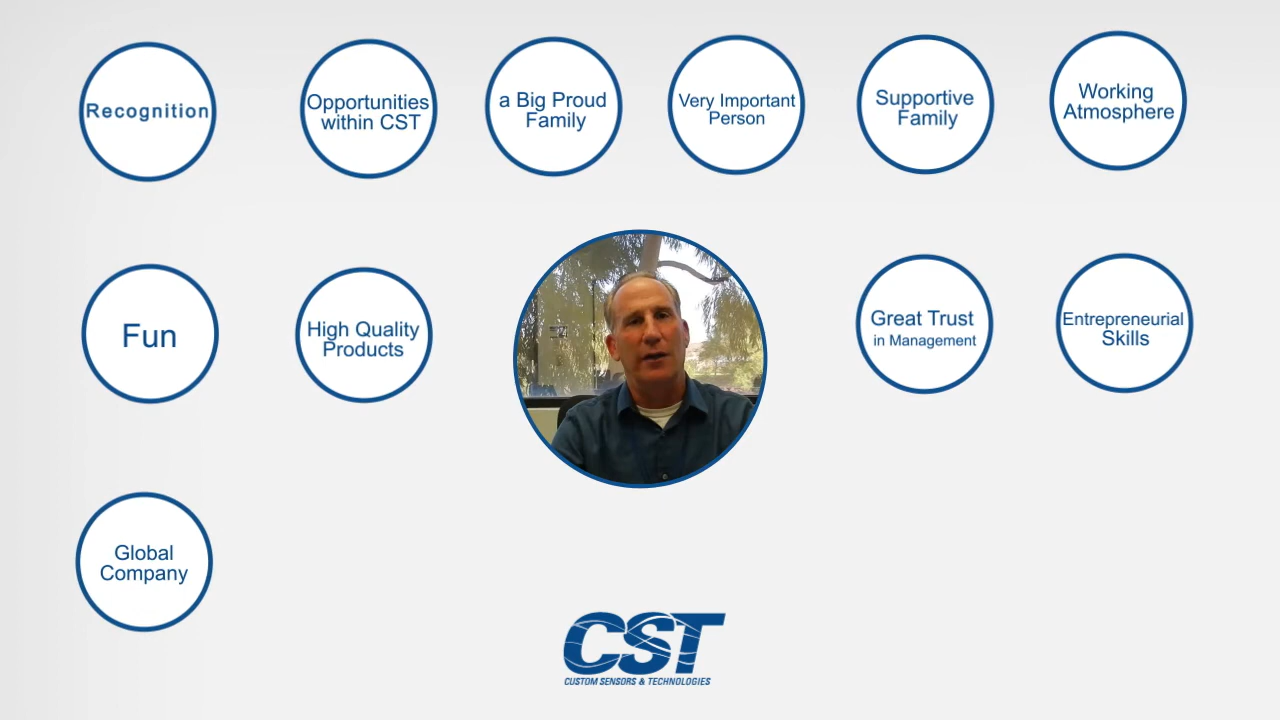 Recognition
Opportunities
within CST
a Big Proud
Family
Very Important
Person
Supportive
Family
Working
Atmosphere
Fun
High Quality
Products
Great Trust
in Management
Entrepreneurial
Skills
Global
Company
CST
CUSTOM SENSORS & TECHNOLOGIES